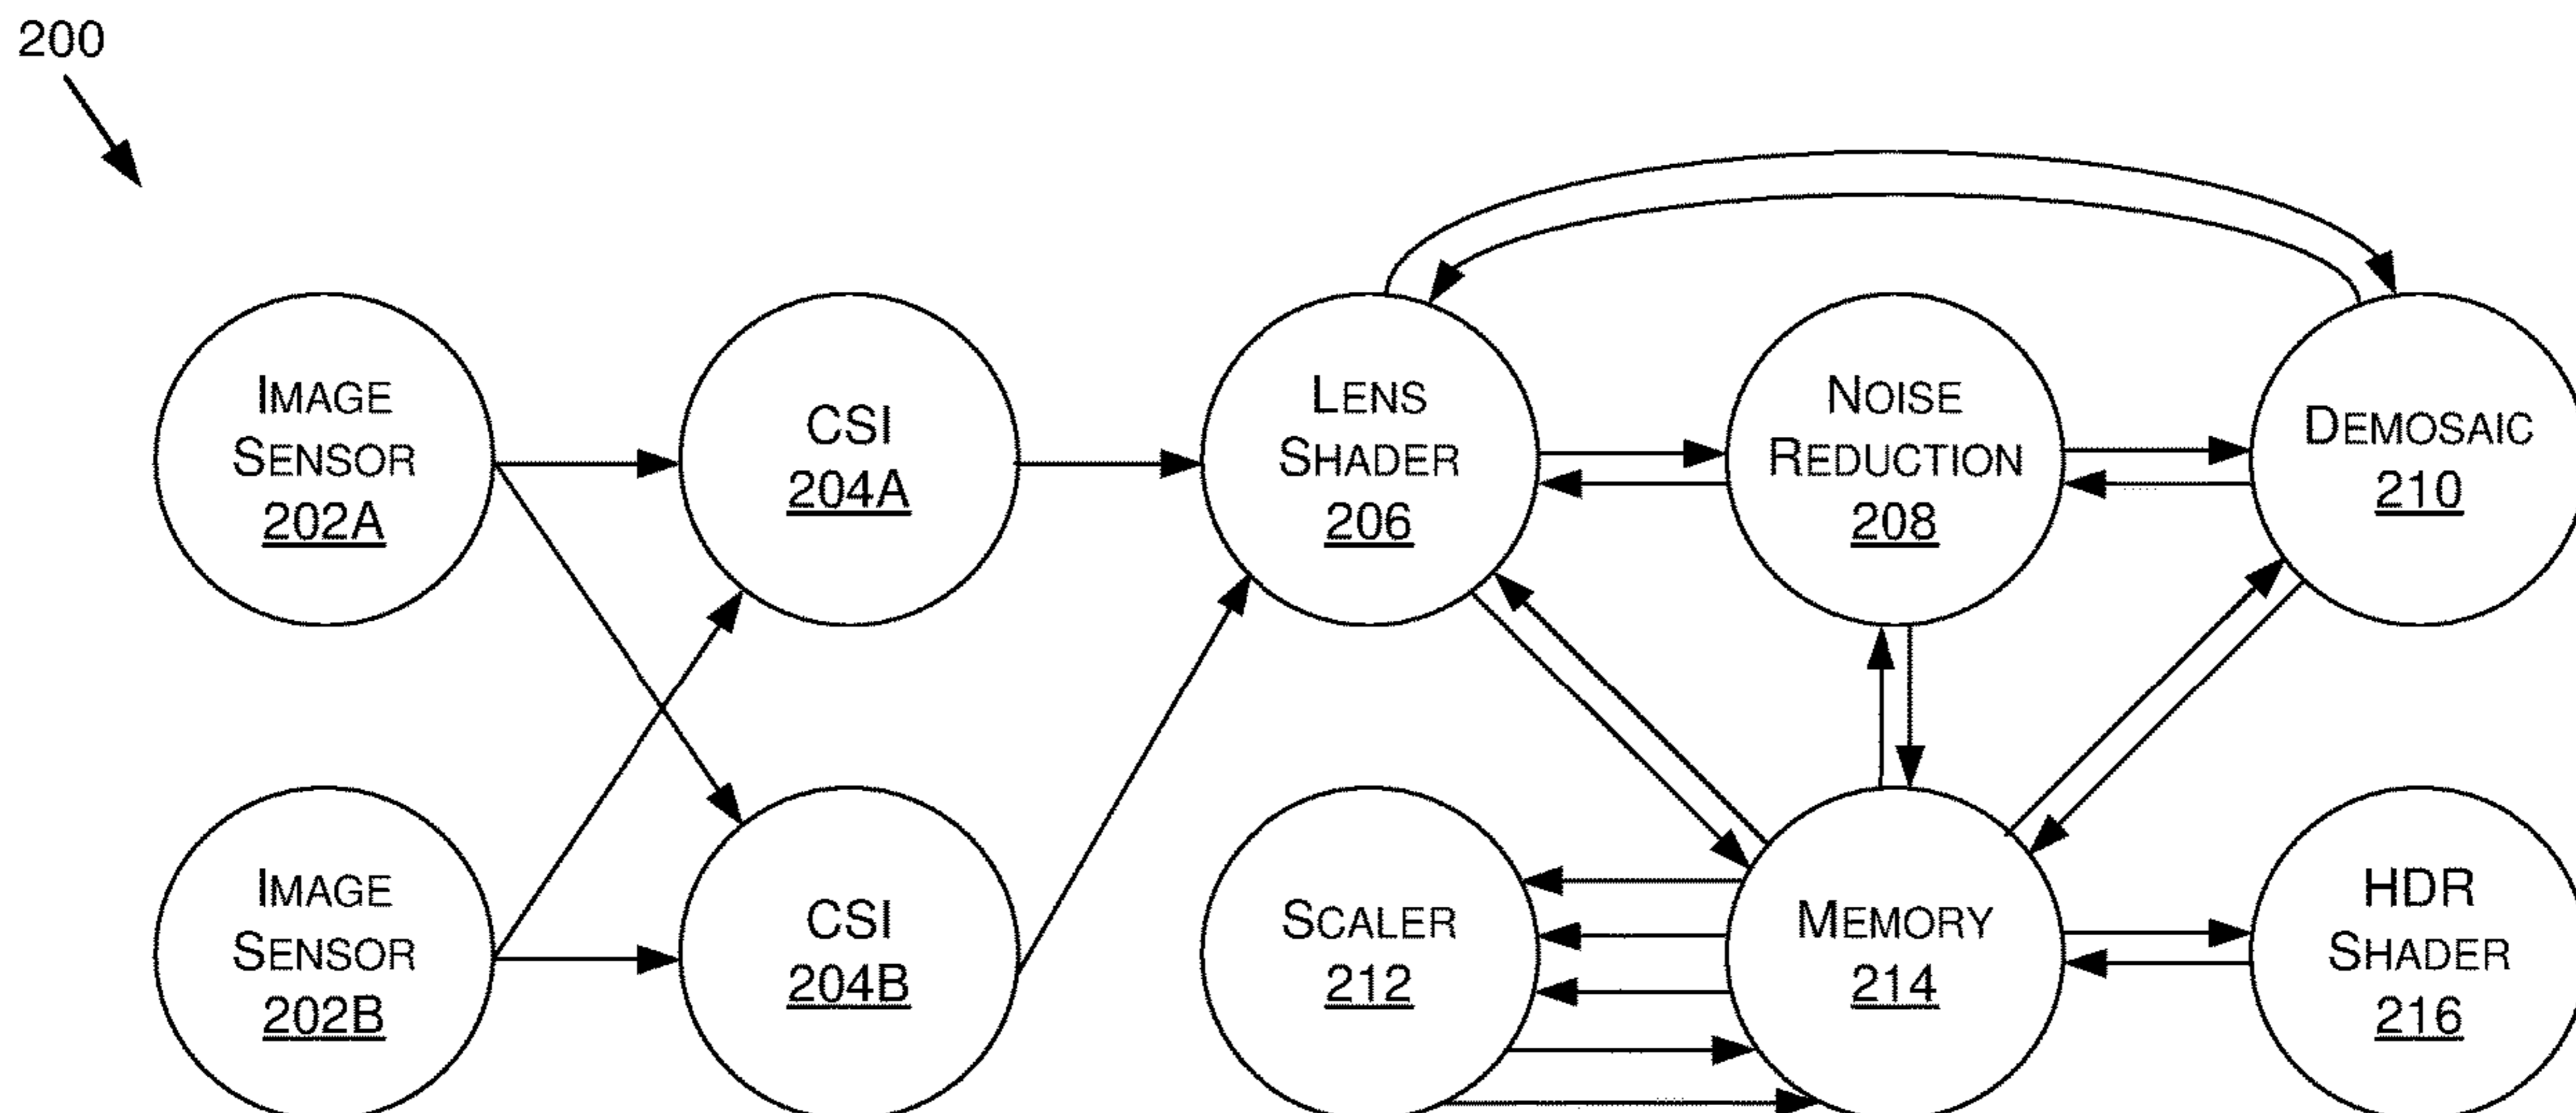 200
IMAGE
SENSOR
202A
CSI
204A
LENS
SHADER
206
NOISE
REDUCTION
208
DEMOSAIC
210
IMAGE
SENSOR
202B
CSI
204B
SCALER
212
MEMORY
214
HDR
SHADER
216